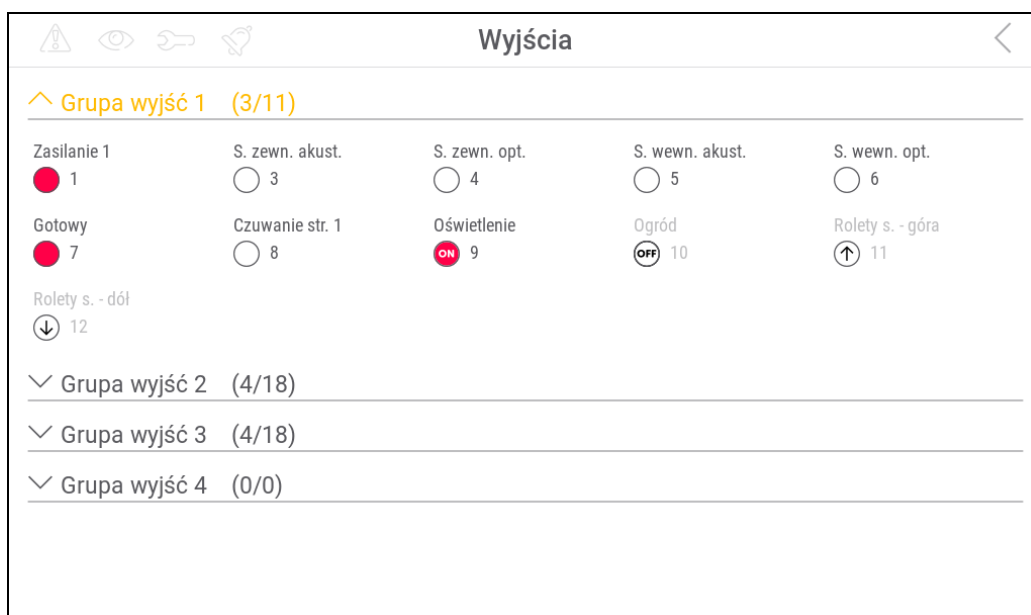 Wyjścia
Grupa wyjść 1 (3/11)
Zasilanie 1 S. zewn. akust. S. zewn. opt. S. wewn. akust. S. wewn. opt.
1 3 4 5 6
Gotowy Czuwanie str. 1 Oświetlenie Ogród Rolety s. - góra
7 8 ON 9 OFF 10 11
Rolety s. - dół
12
Grupa wyjść 2 (4/18)
Grupa wyjść 3 (4/18)
Grupa wyjść 4 (0/0)